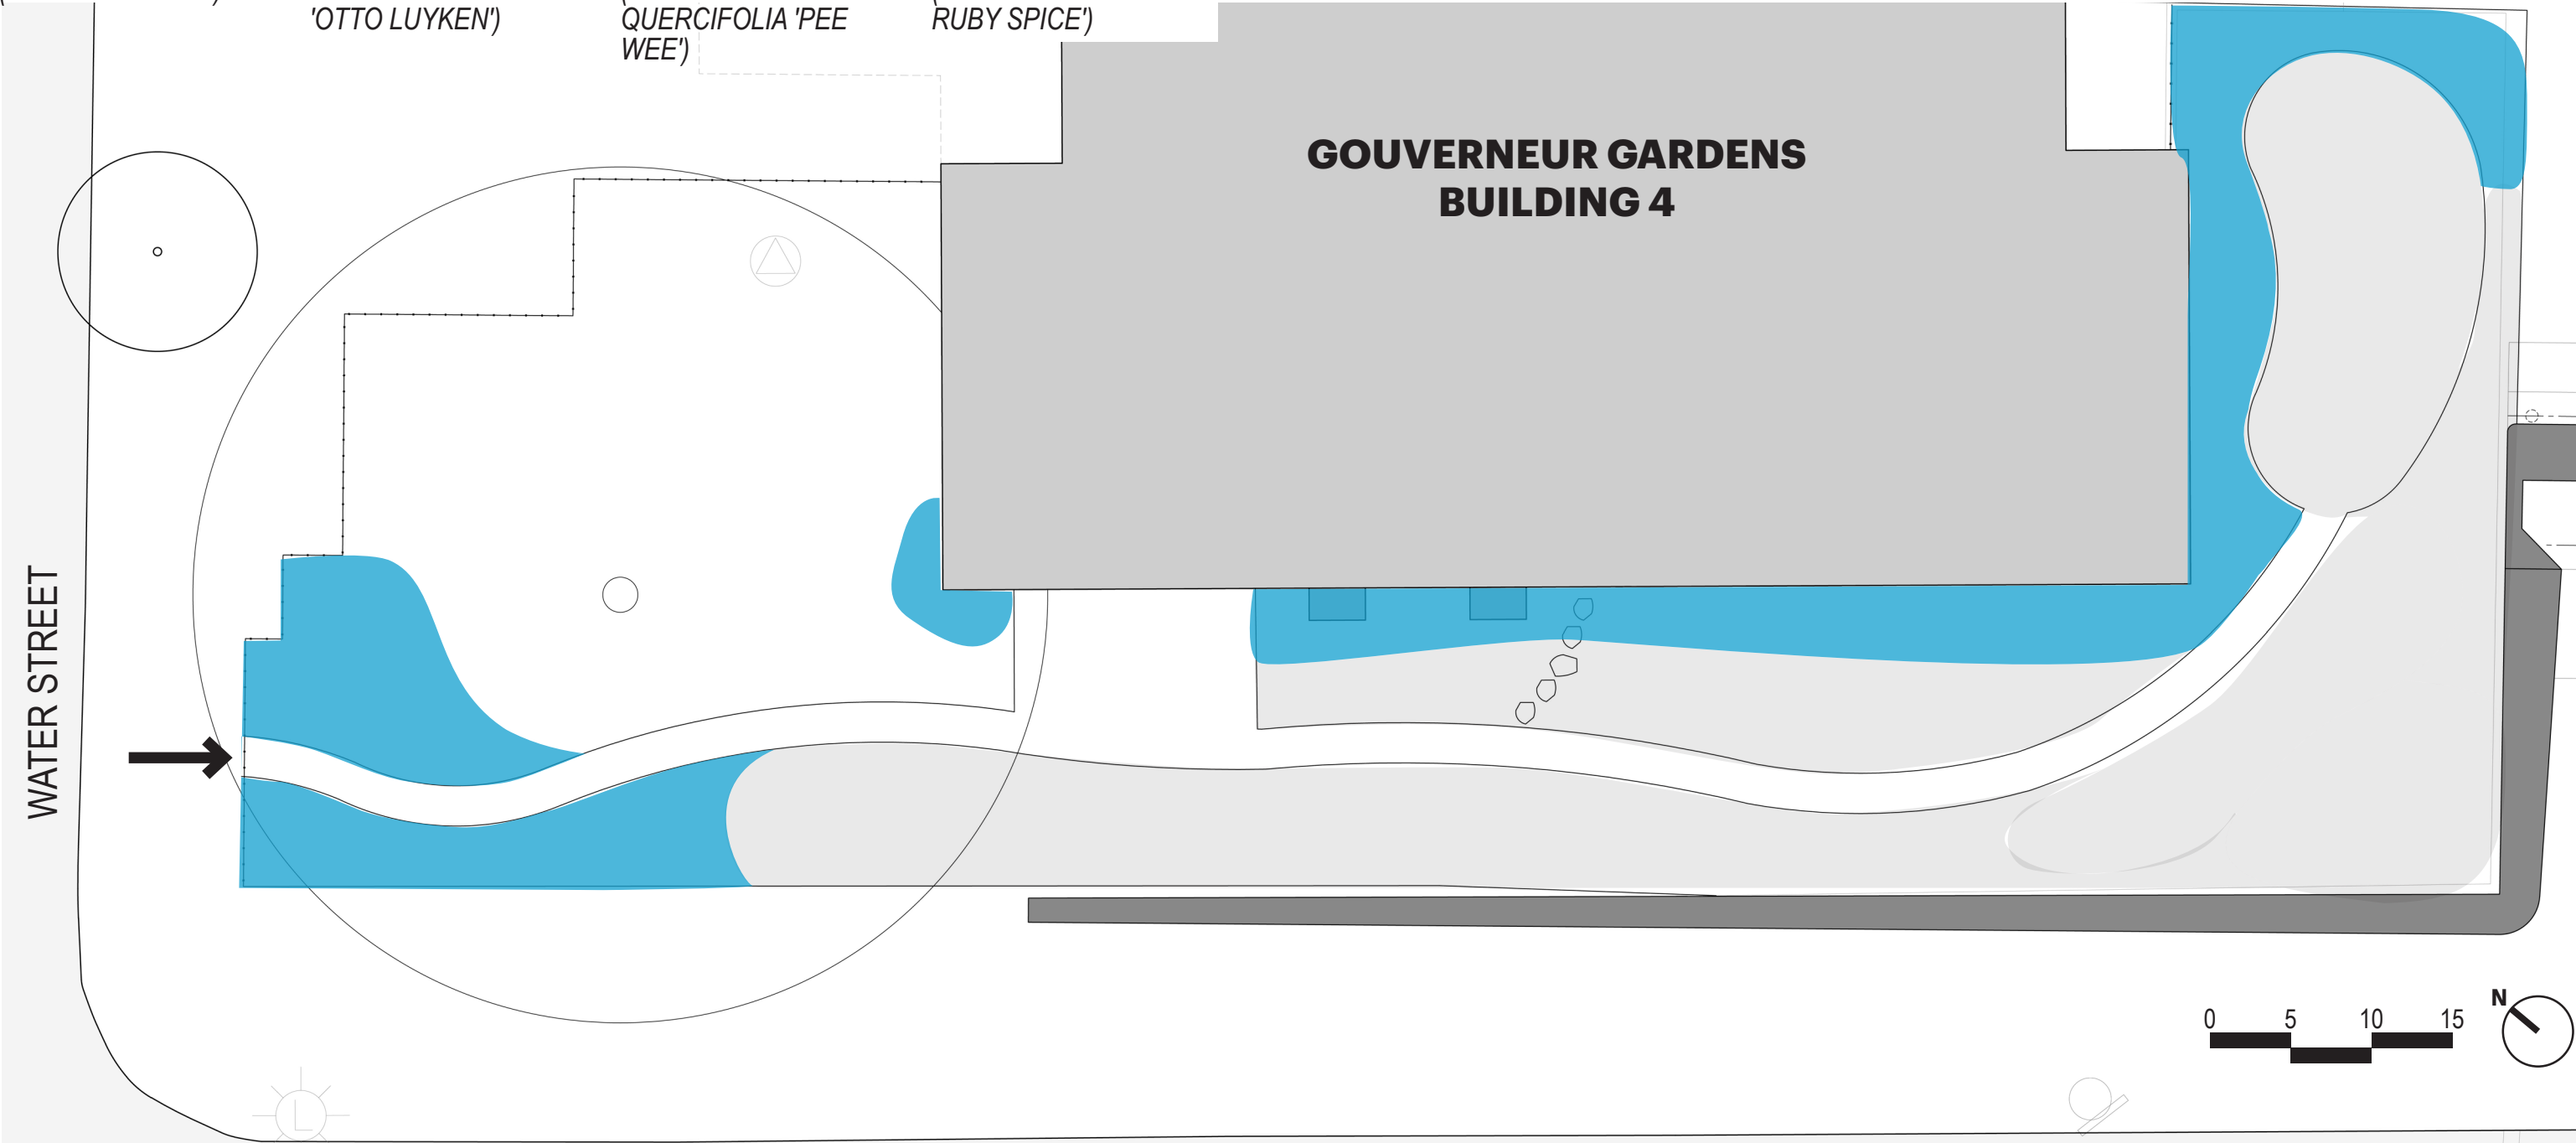 'OTTO LUYKEN')
QUERCIFOLIA 'PEE
WEE')
RUBY SPICE')
GOUVERNEUR GARDENS
BUILDING 4
WATER STREET
L
0 5 10 15
N